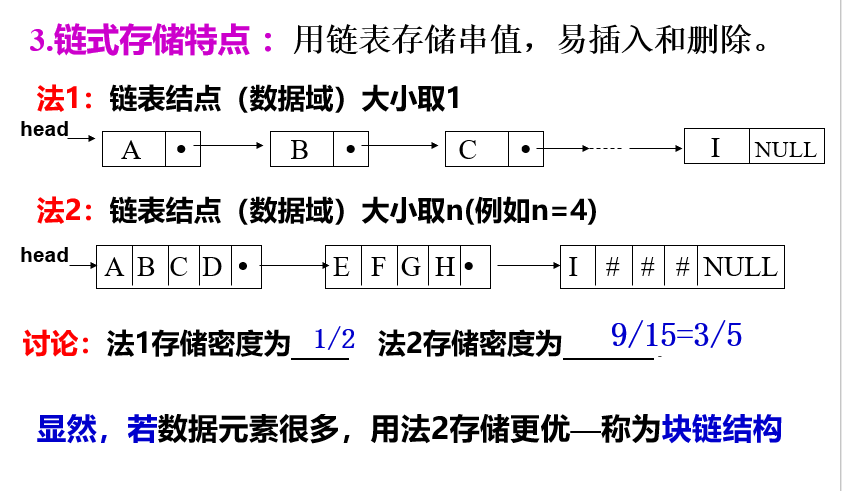 3.链式存储特点 ：用链表存储串值，易插入和删除。
法1：链表结点（数据域）大小取1
head
A • B • C • I NULL
法2：链表结点（数据域）大小取n(例如n=4)
head
A B C D • E F G H • I # # # NULL
讨论：法1存储密度为 1/2 法2存储密度为 9/15=3/5
显然，若数据元素很多，用法2存储更优—称为块链结构